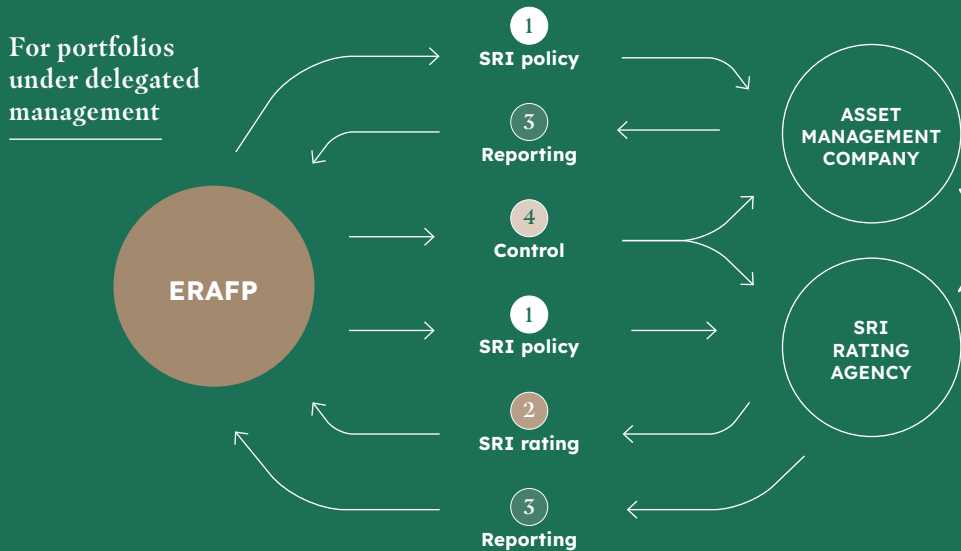 For portfolios
under delegated
management
1
SRI policy
3
Reporting
4
Control
1
SRI policy
2
SRI rating
3
Reporting
ERAFP
ASSET
MANAGEMENT
COMPANY
SRI
RATING
AGENCY